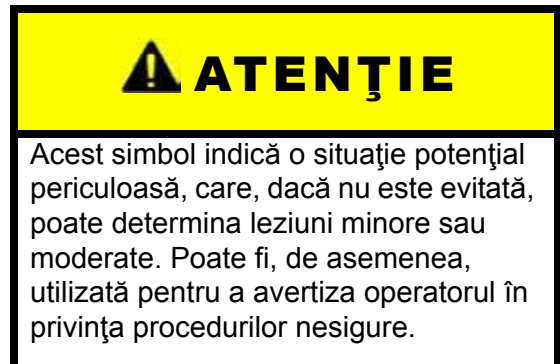 ATENŢIE
Acest simbol indică o situaţie potenţial
periculoasă, care, dacă nu este evitată,
poate determina leziuni minore sau
moderate. Poate fi, de asemenea,
utilizată pentru a avertiza operatorul în
privinţa procedurilor nesigure.